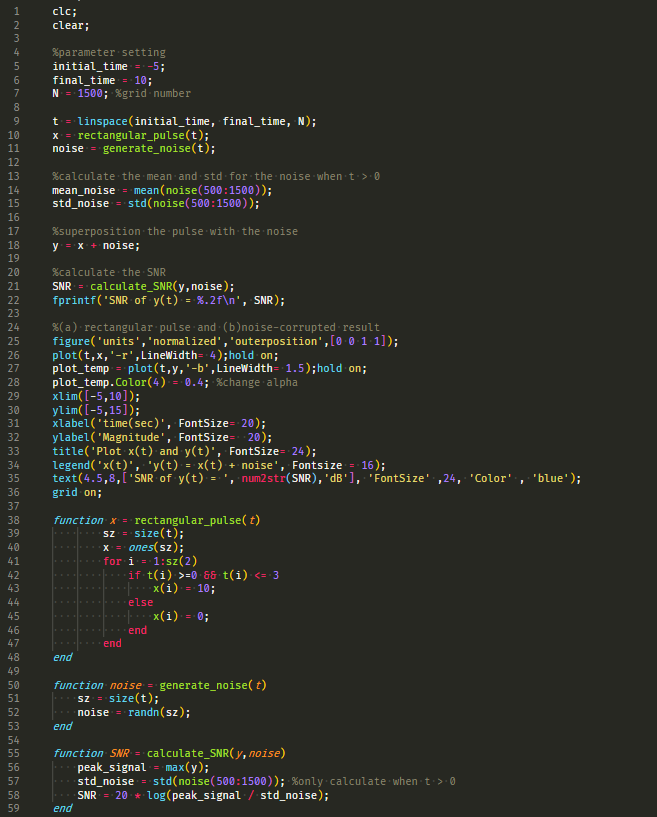 1 clc;
2 clear;
3
4 %parameter setting
5 initial_time = -5;
6 final_time = 10;
7 N = 1500; %grid number
8
9 t = linspace(initial_time, final_time, N);
10 x = rectangular_pulse(t);
11 noise = generate_noise(t);
12
13 %calculate the mean and std for the noise when t > 0
14 mean_noise = mean(noise(500:1500));
15 std_noise = std(noise(500:1500));
16
17 %superposition the pulse with the noise
18 y = x + noise;
19
20 %calculate the SNR
21 SNR = calculate_SNR(y,noise);
22 fprintf('SNR of y(t) = %.2f\n', SNR);
23
24 %(a) rectangular pulse and (b)noise-corrupted result
25 figure('units','normalized','outerposition',[0 0 1 1]);
26 plot(t,x,'-r',LineWidth= 4);hold on;
27 plot_temp = plot(t,y,'-b',LineWidth= 1.5);hold on;
28 plot_temp.Color(4) = 0.4; %change alpha
29 xlim([-5,10]);
30 ylim([-5,15]);
31 xlabel('time(sec)', FontSize= 20);
32 ylabel('Magnitude', FontSize= 20);
33 title('Plot x(t) and y(t)', FontSize= 24);
34 legend('x(t)', 'y(t) = x(t) + noise', Fontsize = 16);
35 text(4.5,8,['SNR of y(t) = ', num2str(SNR),'dB'], 'FontSize' ,24, 'Color' , 'blue');
36 grid on;
37
38 function x = rectangular_pulse(t)
39 sz = size(t);
40 x = ones(sz);
41 for i = 1:sz(2)
42 if t(i) >=0 && t(i) <= 3
43 x(i) = 10;
44 else
45 x(i) = 0;
46 end
47 end
48 end
49
50 function noise = generate_noise(t)
51 sz = size(t);
52 noise = randn(sz);
53 end
54
55 function SNR = calculate_SNR(y,noise)
56 peak_signal = max(y);
57 std_noise = std(noise(500:1500)); %only calculate when t > 0
58 SNR = 20 * log(peak_signal / std_noise);
59 end